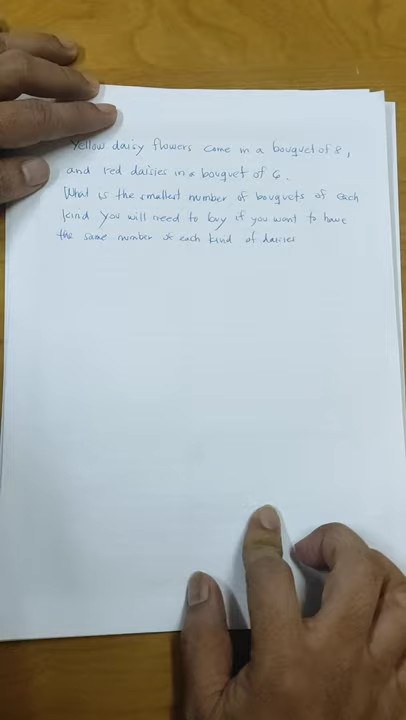 Yellow daisy flowers come in a bouquet of 8,
and red daisies in a bouquet of 6.
What is the smallest number of bouquets of each
kind you will need to buy if you want to have
the same number of each kind of daisies